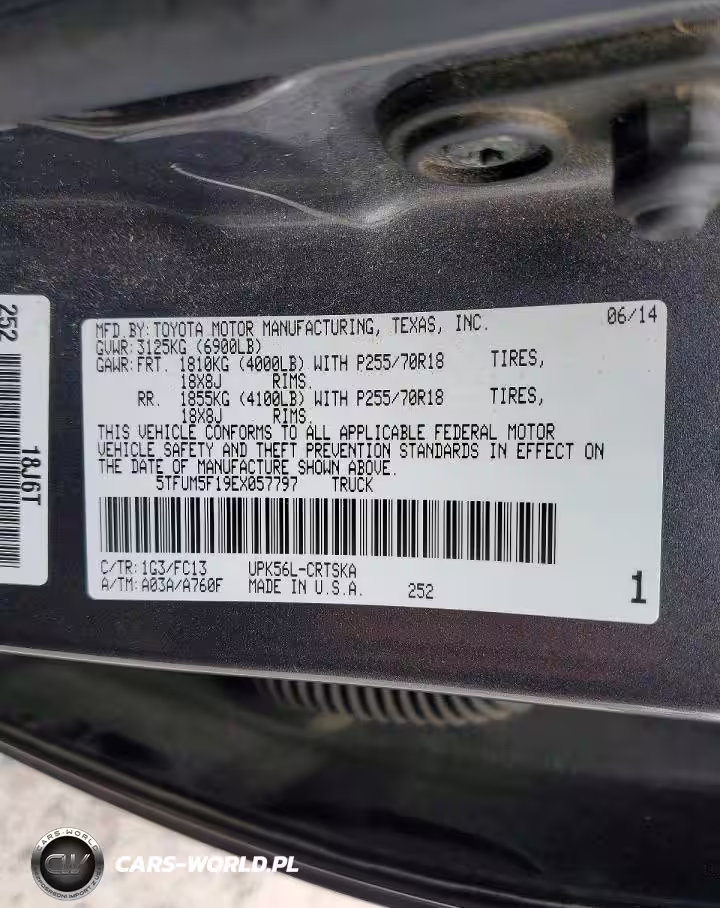 252
18J6T
MFD.BY:TOYOTA MOTOR MANUFACTURING, TEXAS, INC. 06/14
GVWR:3125KG (6900LB)
GAWR:FRT. 1810KG (4000LB) WITH P255/70R18 TIRES,
18X8J RIMS.
RR. 1855KG (4100LB) WITH P255/70R18 TIRES,
18X8J RIMS.
THIS VEHICLE CONFORMS TO ALL APPLICABLE FEDERAL MOTOR
VEHICLE SAFETY AND THEFT PREVENTION STANDARDS IN EFFECT ON
THE DATE OF MANUFACTURE SHOWN ABOVE.
5TFUM5F19EX057797 TRUCK
C/TR:1G3/FC13 UPK56L-CRTSKA
A/TM:A03A/A760F MADE IN U.S.A. 252 1
CARS-WORLD
CW
CARS-WORLD.PL